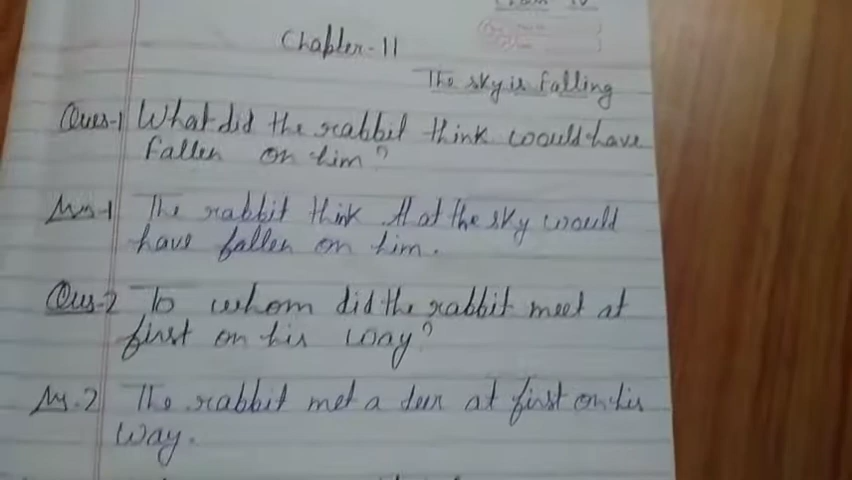 Chapter-11
The sky is falling
Ques-1 What did the rabbit think would have
fallen on him?
Ans-1 The rabbit think that the sky would
have fallen on him.
Ques-2 To whom did the rabbit meet at
first on his way?
Ans.2 The rabbit met a deer at first on his
way.